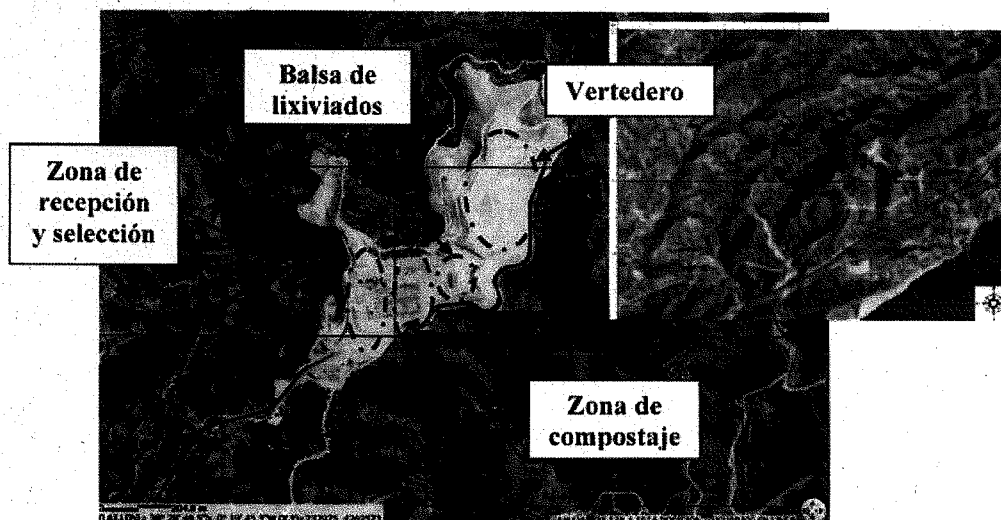 Balsa de
lixiviados
Vertedero
Zona de
recepción
y selección
Zona de
compostaje